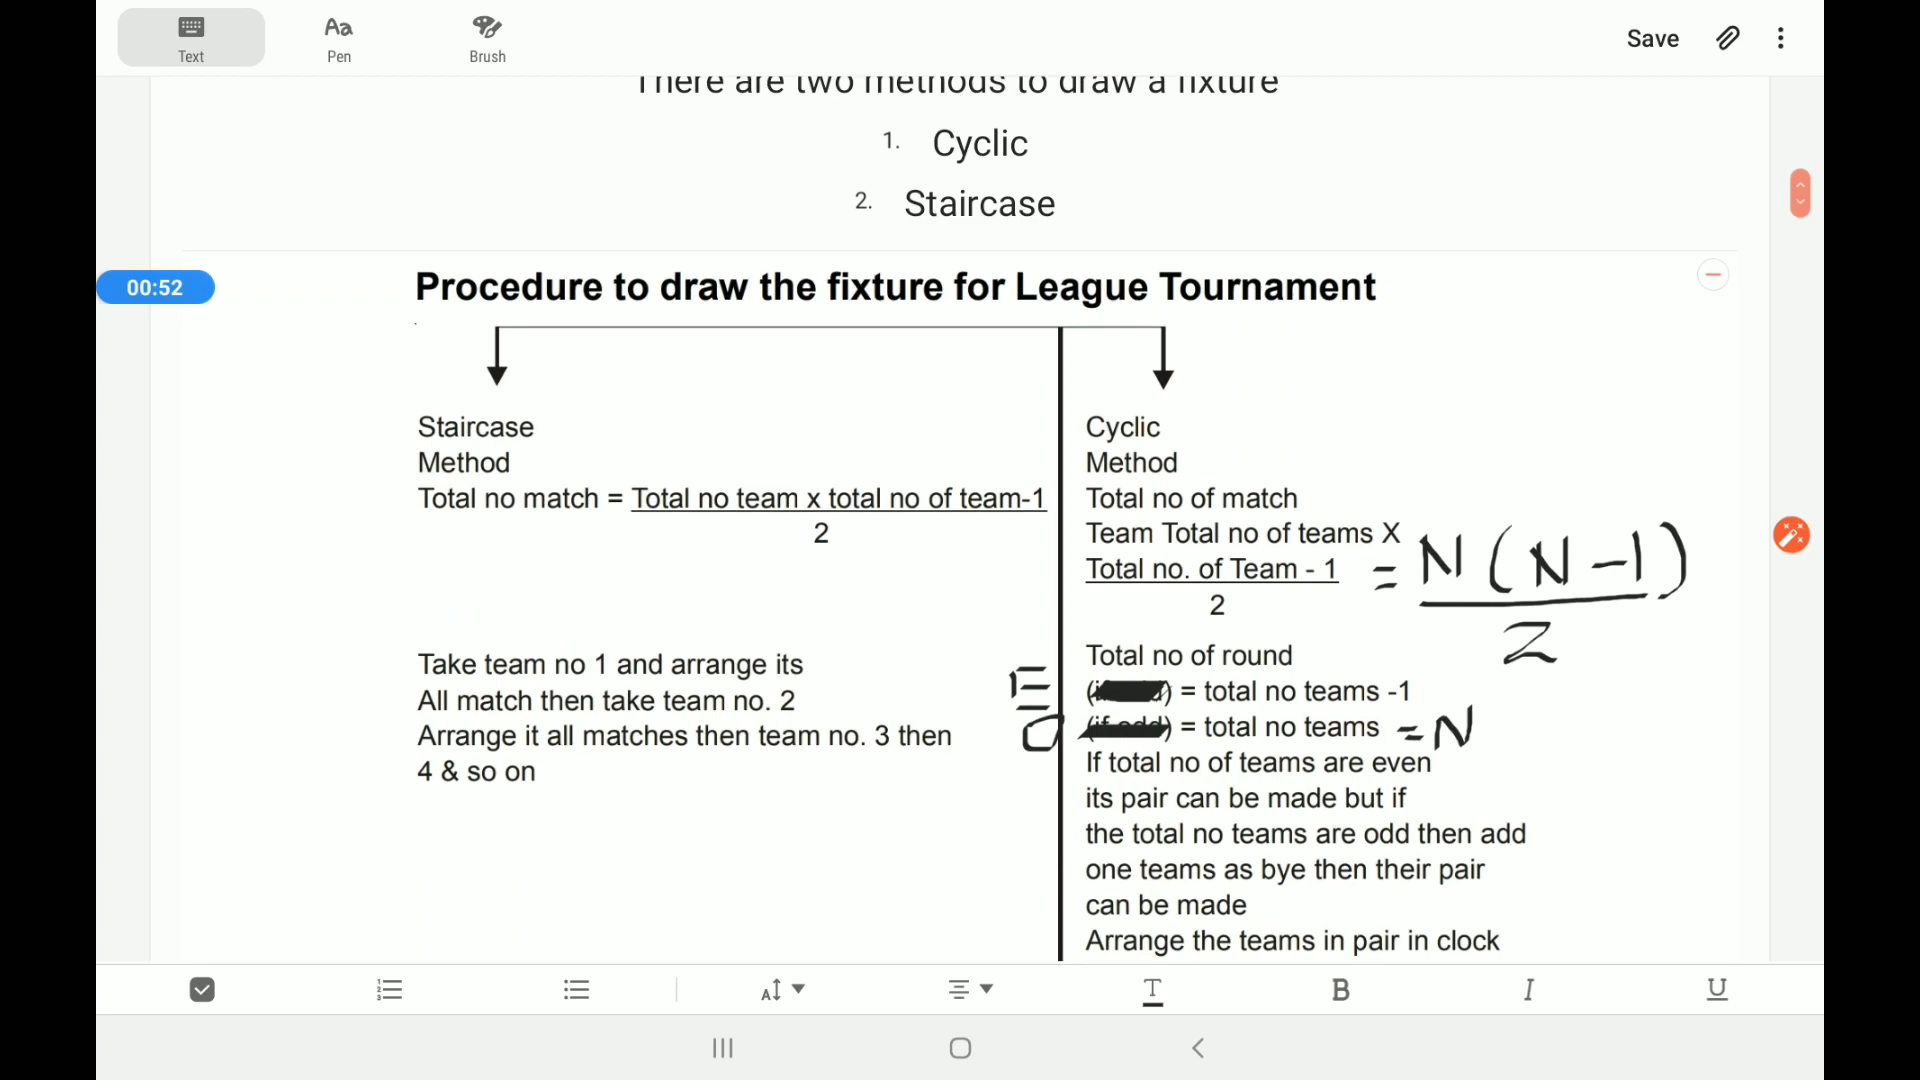 Text
Pen
Brush
Save
There are two methods to draw a fixture
1. Cyclic
2. Staircase
00:52
Procedure to draw the fixture for League Tournament
Staircase
Method
Total no match = Total no team x total no of team-1
2
Take team no 1 and arrange its
All match then take team no. 2
Arrange it all matches then team no. 3 then
4 & so on
Cyclic
Method
Total no of match
Team Total no of teams X
Total no. of Team - 1
2
= N(N-1)
2
Total no of round
E = total no teams -1
O (if odd) = total no teams = N
If total no of teams are even
its pair can be made but if
the total no teams are odd then add
one teams as bye then their pair
can be made
Arrange the teams in pair in clock